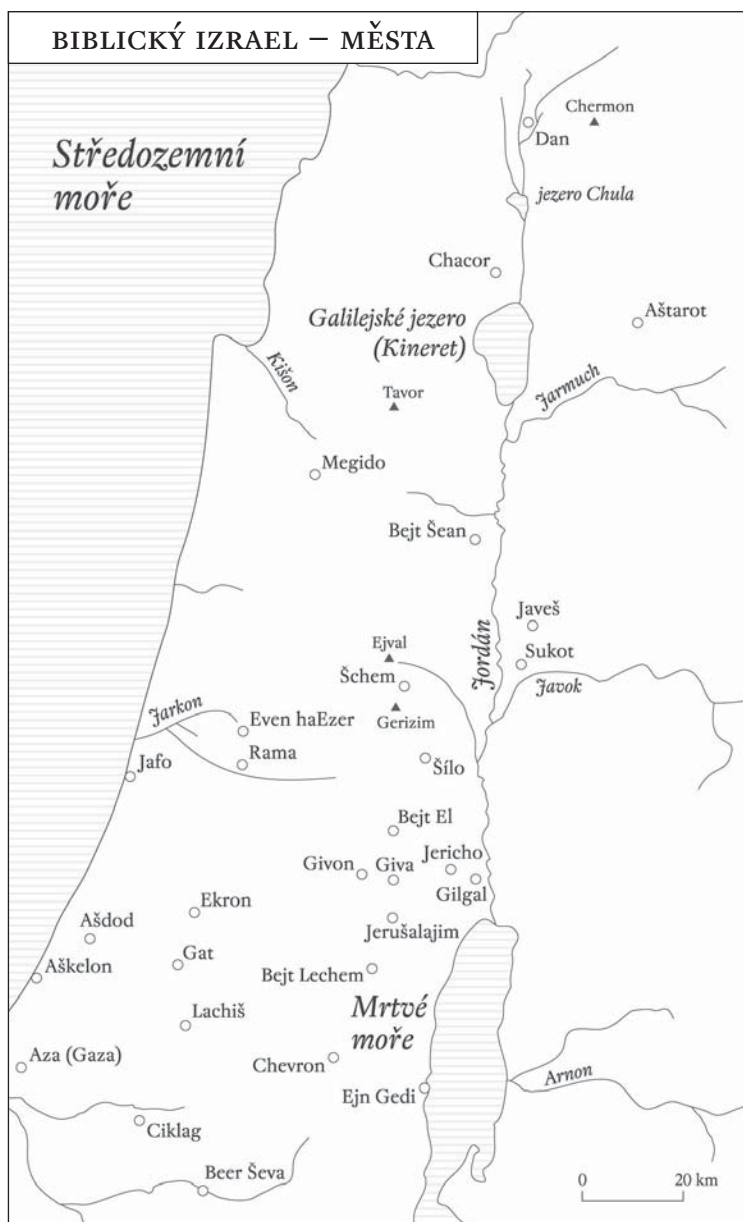 BIBLICKÝ IZRAEL – MĚSTA
Středozemní
moře
Chermon
Dan
jezero Chula
Chacor
Galilejské jezero
(Kineret)
Aštarot
Kišon
Tavor
Jarmuch
Megido
Bejt Šean
Javeš
Jordán
Sukot
Ejval
Šchem
Javok
Jarkon
Gerizim
Even haEzer
Rama
Jafo
Šílo
Bejt El
Givon
Giva
Jericho
Gilgal
Ekron
Ašdod
Jerušalajim
Gat
Aškelon
Bejt Lechem
Lachiš
Mrtvé
moře
Aza (Gaza)
Chevron
Arnon
Ejn Gedi
Ciklag
Beer Ševa
0 20 km